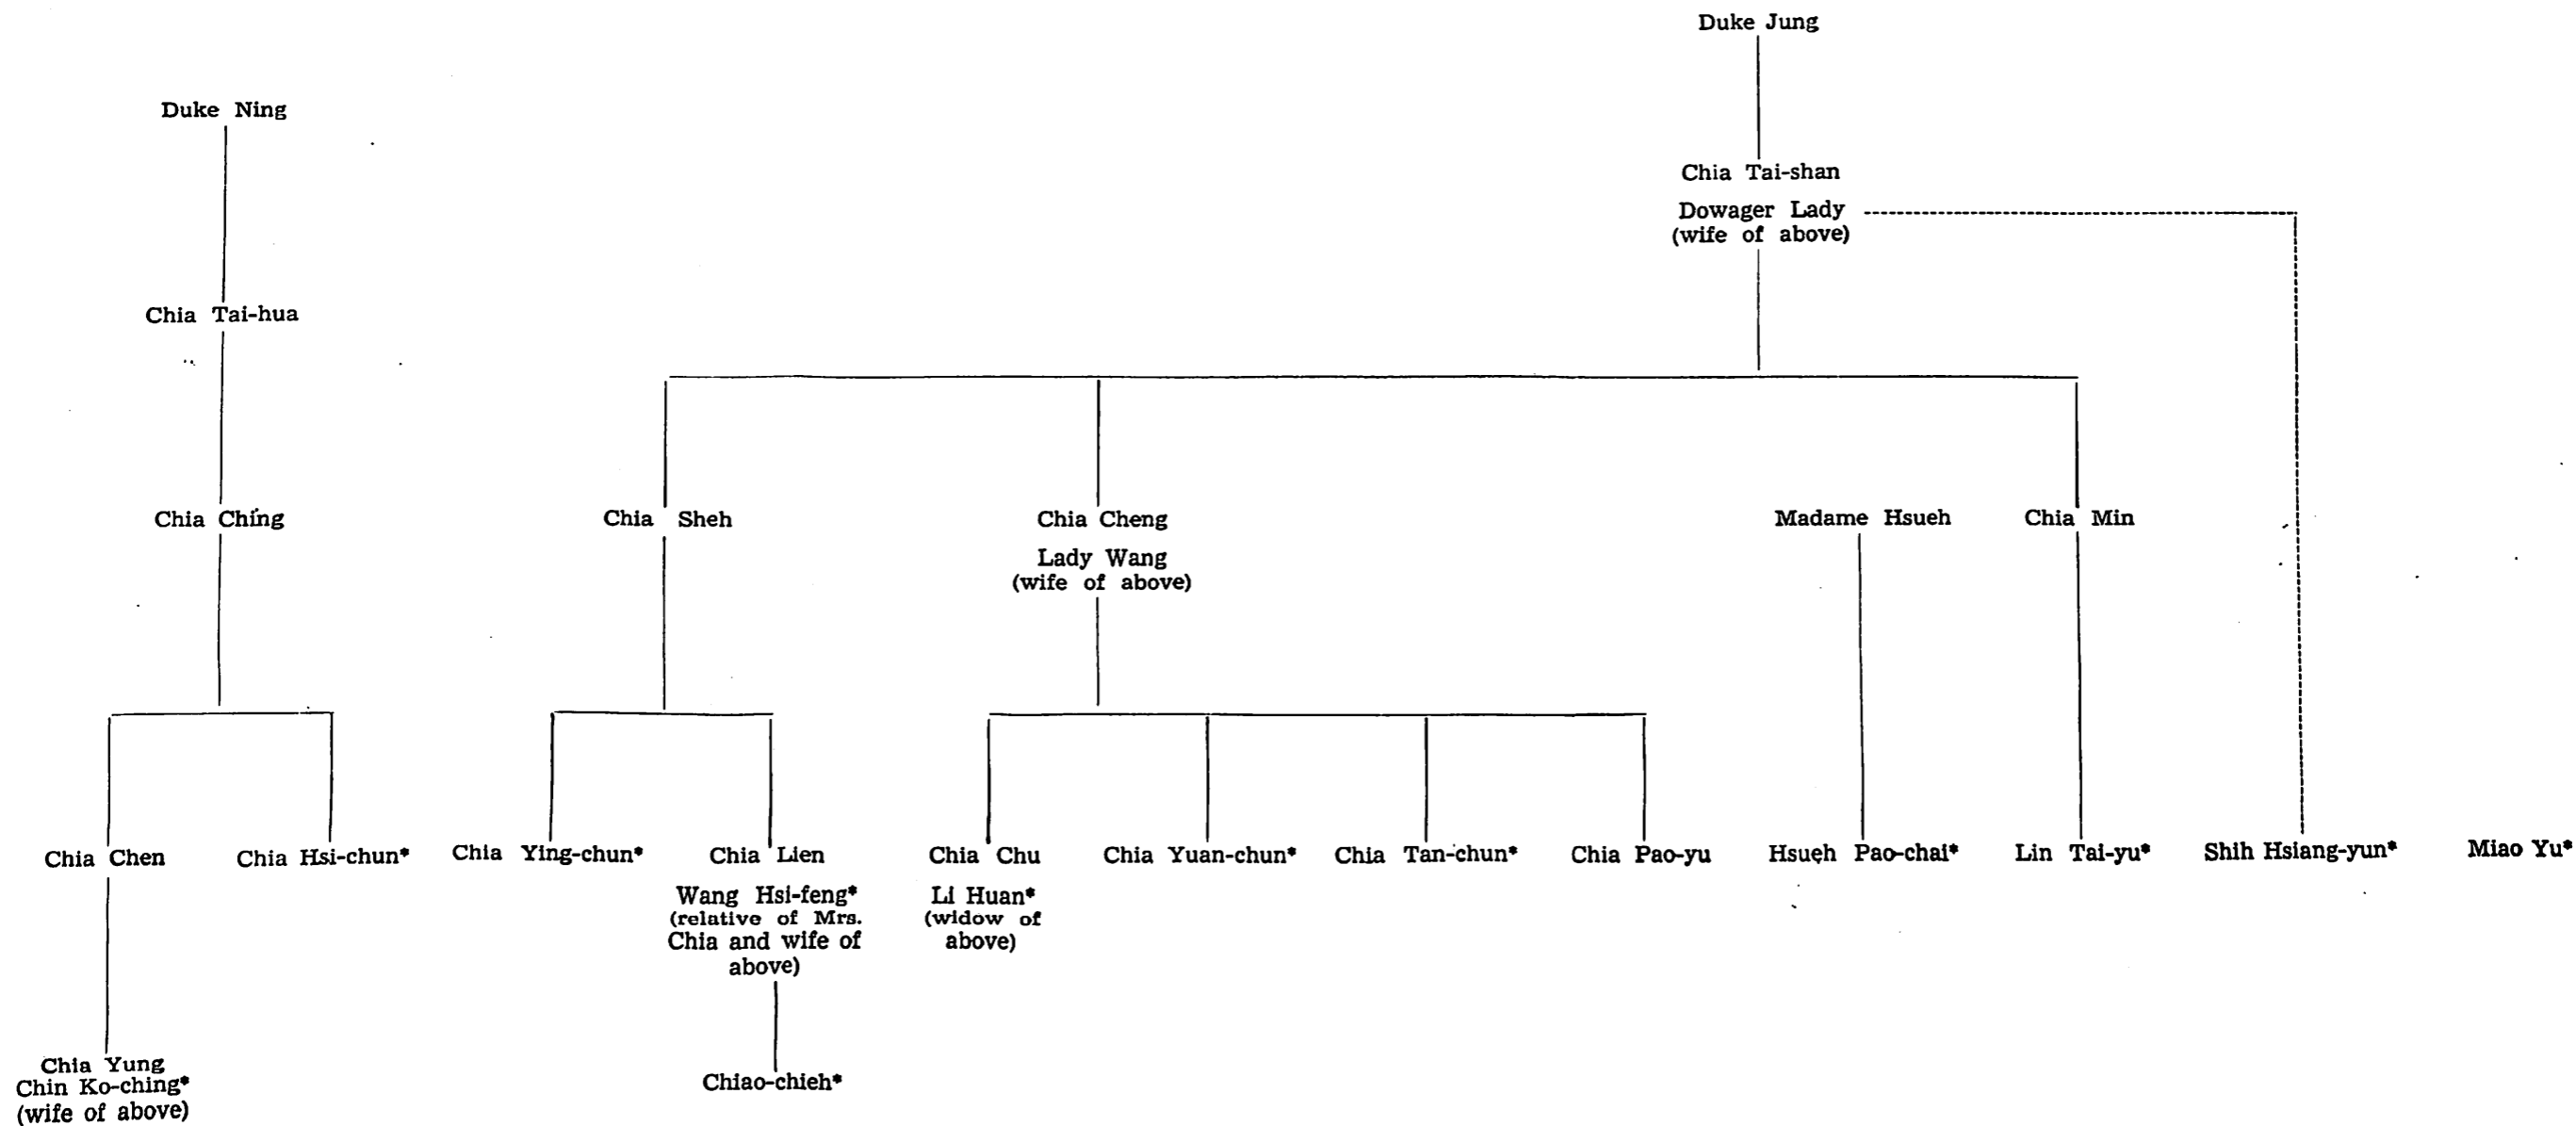 Duke Jung
Duke Ning
Chia Tai-shan
Dowager Lady
(wife of above)
Chia Tai-hua
Chia Ching
Chia Sheh
Chia Cheng
Lady Wang
(wife of above)
Madame Hsueh
Chia Min
Chia Chen
Chia Hsi-chun*
Chia Ying-chun*
Chia Lien
Wang Hsi-feng*
(relative of Mrs.
Chia and wife of
above)
Chia Chu
Li Huan*
(widow of
above)
Chia Yuan-chun*
Chia Tan-chun*
Chia Pao-yu
Hsueh Pao-chai*
Lin Tai-yu*
Shih Hsiang-yun*
Miao Yu*
Chia Yung
Chin Ko-ching*
(wife of above)
Chiao-chieh*